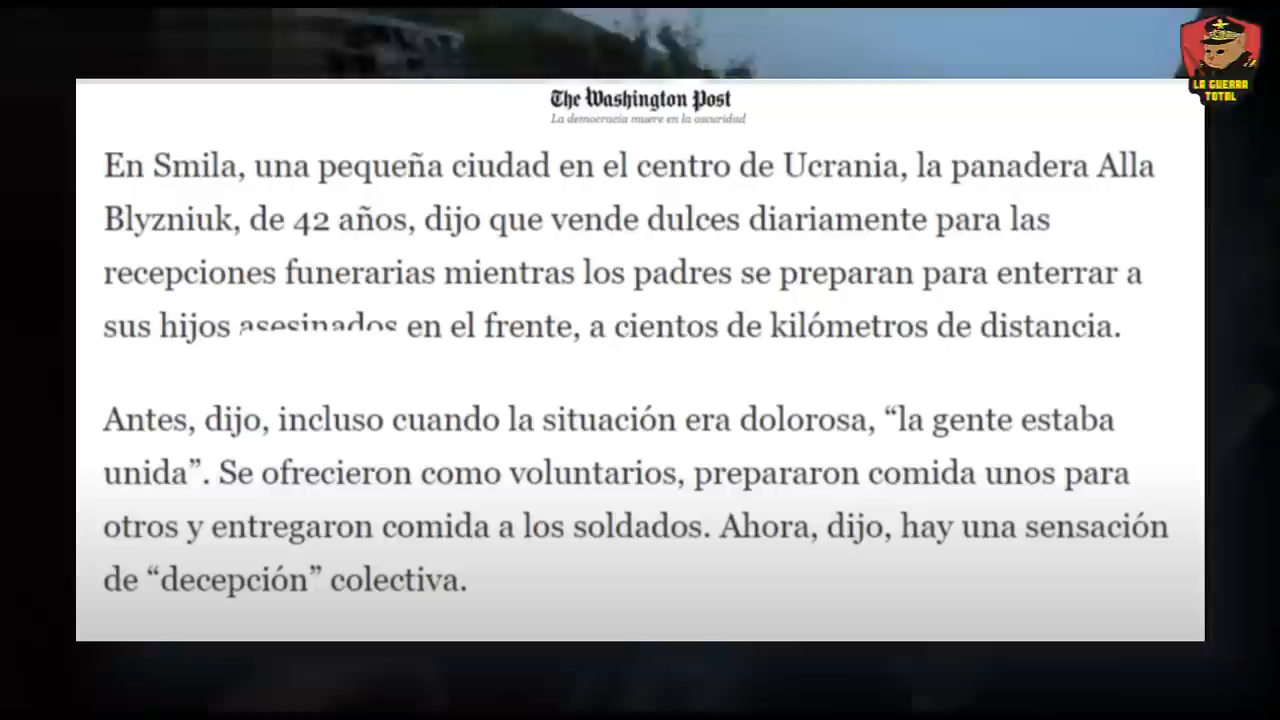 LA GUERRA
TOTAL
The Washington Post
La democracia muere en la oscuridad
En Smila, una pequeña ciudad en el centro de Ucrania, la panadera Alla
Blyzniuk, de 42 años, dijo que vende dulces diariamente para las
recepciones funerarias mientras los padres se preparan para enterrar a
sus hijos asesinados en el frente, a cientos de kilómetros de distancia.
Antes, dijo, incluso cuando la situación era dolorosa, “la gente estaba
unida”. Se ofrecieron como voluntarios, prepararon comida unos para
otros y entregaron comida a los soldados. Ahora, dijo, hay una sensación
de “decepción” colectiva.